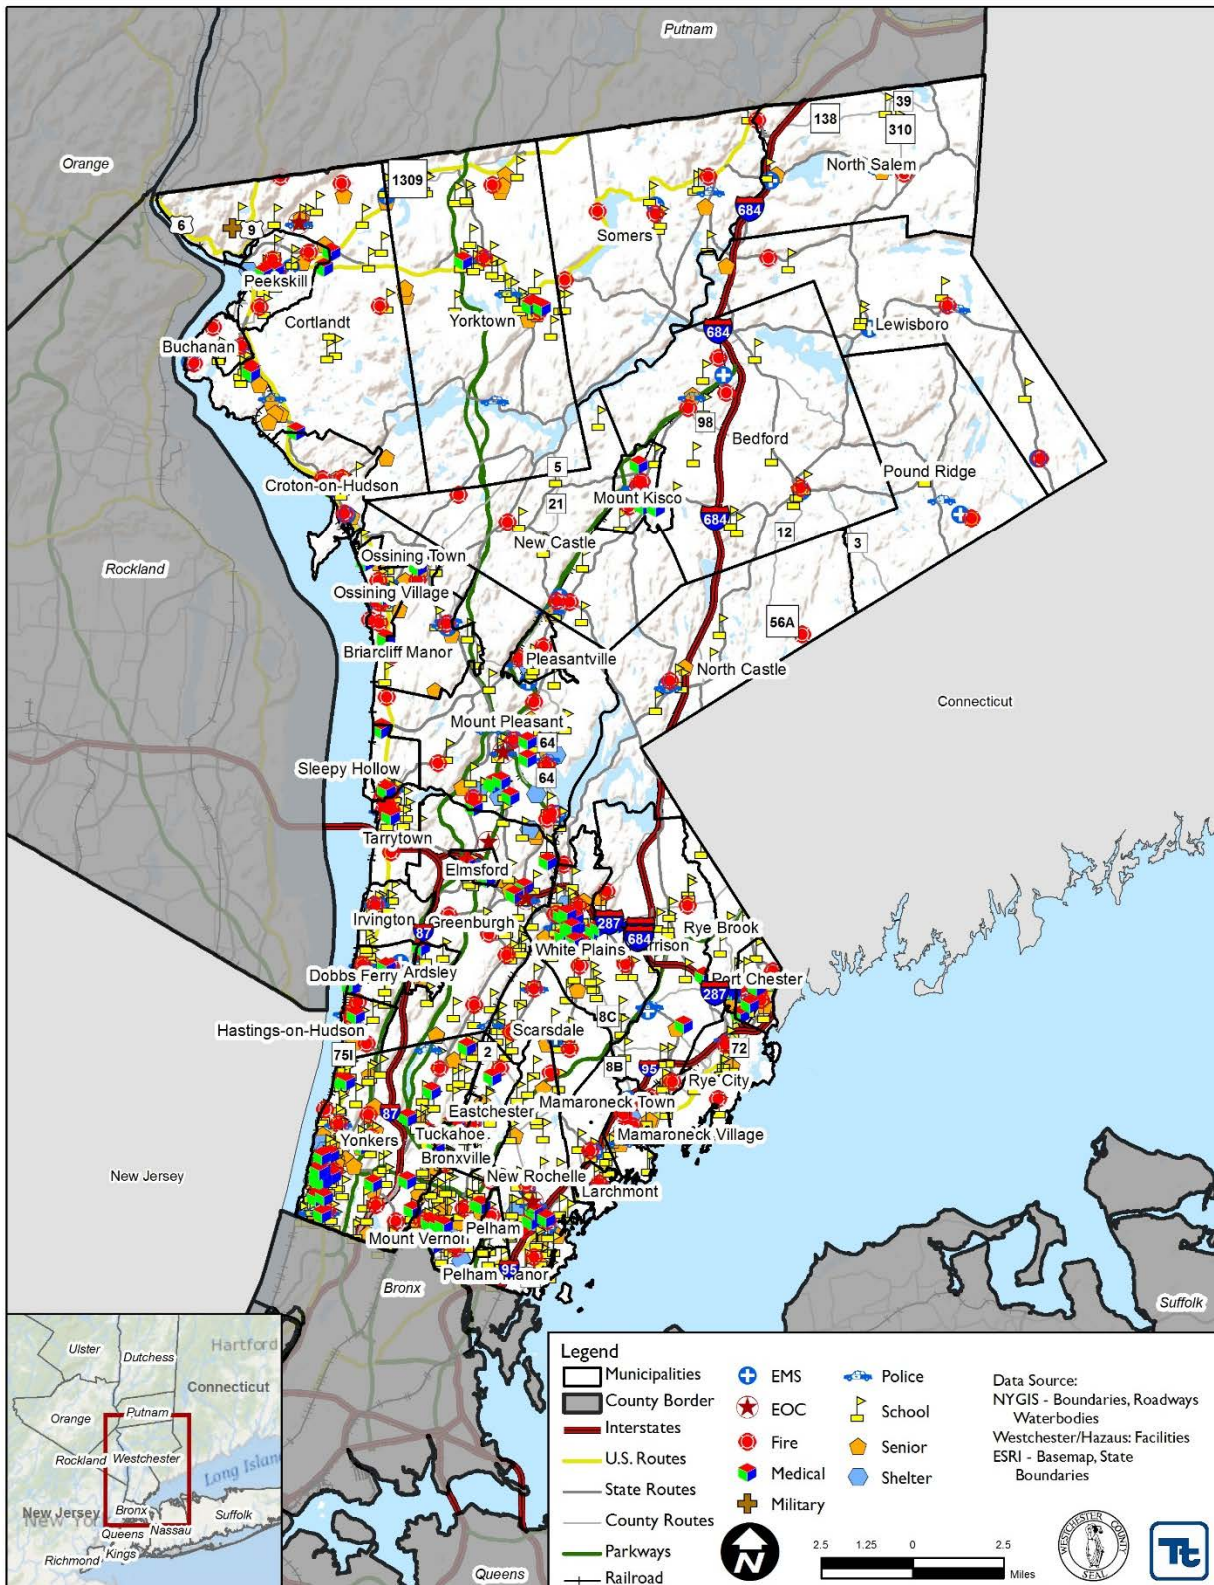 Putnam
39
138
310
Orange
North Salem
1309
684
6
9
Somers
Peekskill
Cortlandt
Yorktown
684
Lewisboro
Buchanan
98
Bedford
5
Pound Ridge
Croton-on-Hudson
Mount Kisco
21
684
12
3
New Castle
Ossining Town
Rockland
Ossining Village
56A
Briarcliff Manor
Pleasantville
North Castle
Connecticut
Mount Pleasant
64
Sleepy Hollow
64
Tarrytown
Elmsford
Irvington
Greenburgh
287
Rye Brook
87
684
White Plains
rrison
Dobbs Ferry
Ardsley
Port Chester
287
Hastings-on-Hudson
8C
Scarsdale
75I
2
72
8B
95
Rye City
Mamaroneck Town
87
Eastchester
Yonkers
Tuckahoe
Mamaroneck Village
Bronxville
New Jersey
New Rochelle
Larchmont
Pelham
Mount Vernon
95
Pelham Manor
Bronx
Suffolk
Hartford
Ulster
Dutchess
Connecticut
Orange
Putnam
Rockland
Westchester
Long Island
New Jersey
Bronx
Suffolk
New York
Queens
Nassau
Kings
Richmond
Legend
Municipalities
County Border
Interstates
U.S. Routes
State Routes
County Routes
Parkways
Railroad
EMS
EOC
Fire
Medical
Military
Police
School
Senior
Shelter
Data Source:
NYGIS - Boundaries, Roadways
Waterbodies
Westchester/Hazaus: Facilities
ESRI - Basemap, State
Boundaries
N
2.5 1.25 0 2.5
Miles
WESTCHESTER COUNTY
SEAL
Tt
Queens